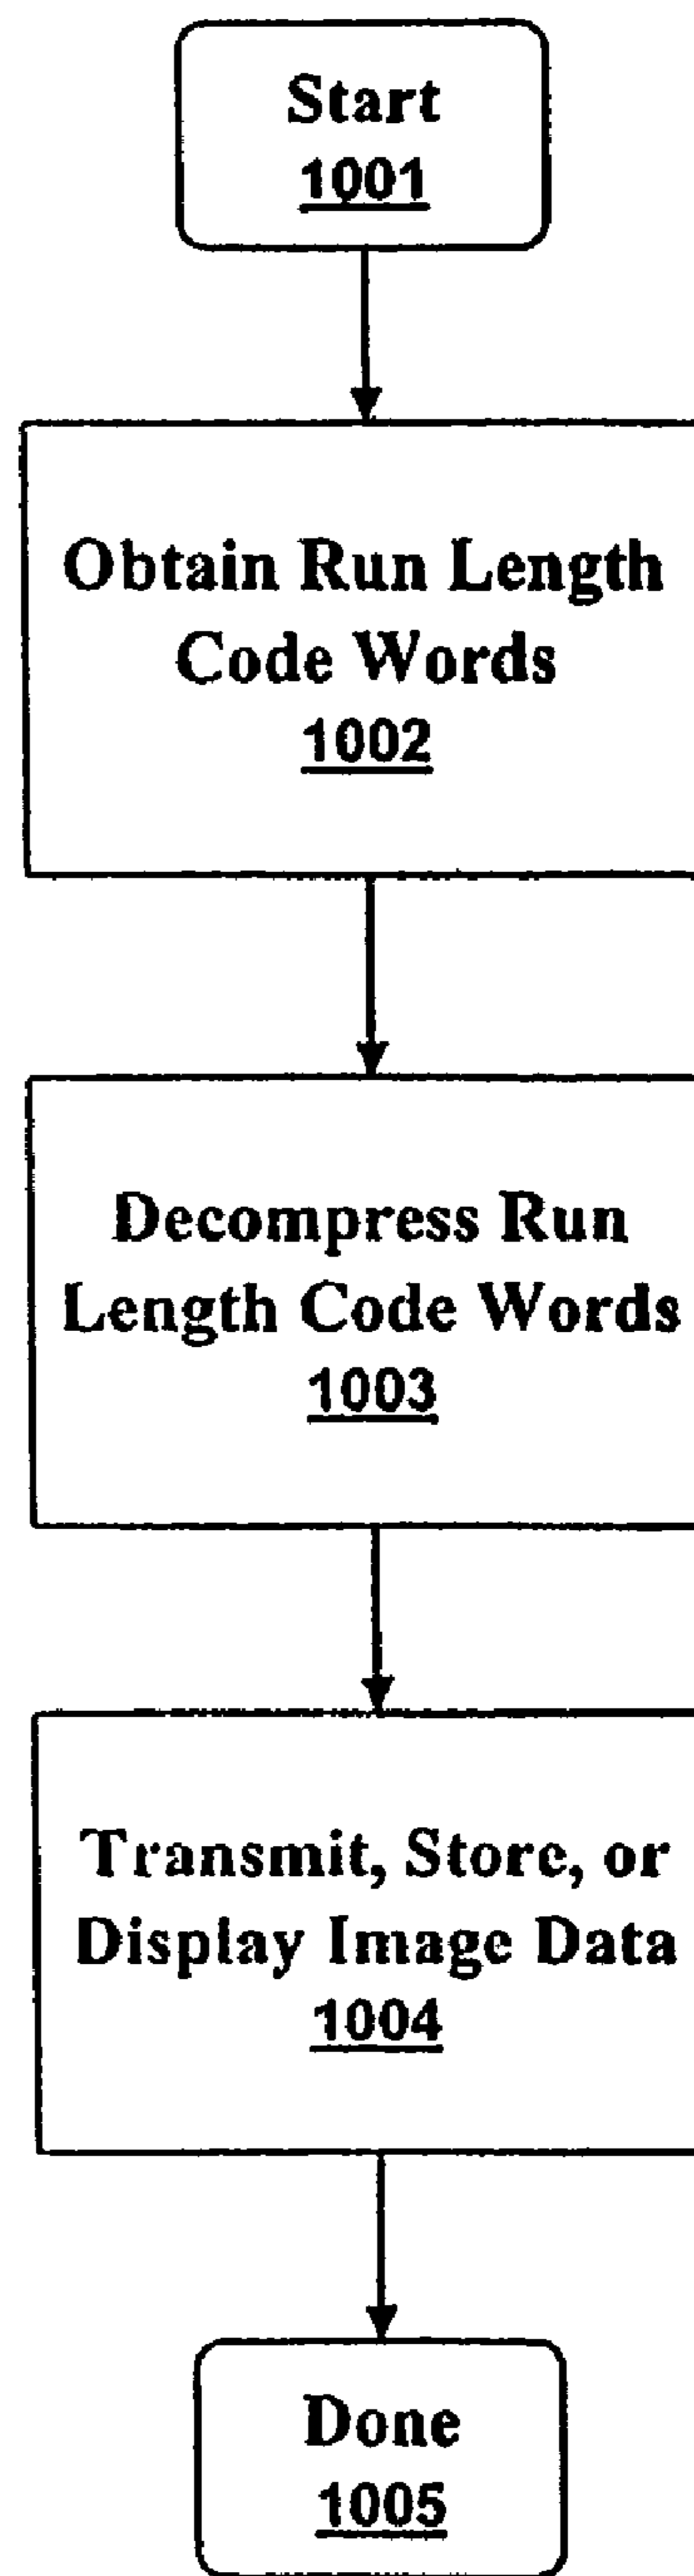 Start
1001
Obtain Run Length
Code Words
1002
Decompress Run
Length Code Words
1003
Transmit, Store, or
Display Image Data
1004
Done
1005